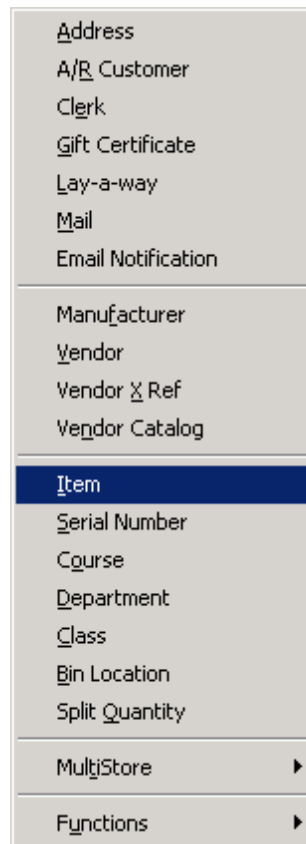 Address
A/R Customer
Clerk
Gift Certificate
Lay-a-way
Mail
Email Notification
Manufacturer
Vendor
Vendor X Ref
Vendor Catalog
Item
Serial Number
Course
Department
Class
Bin Location
Split Quantity
MultiStore
Functions